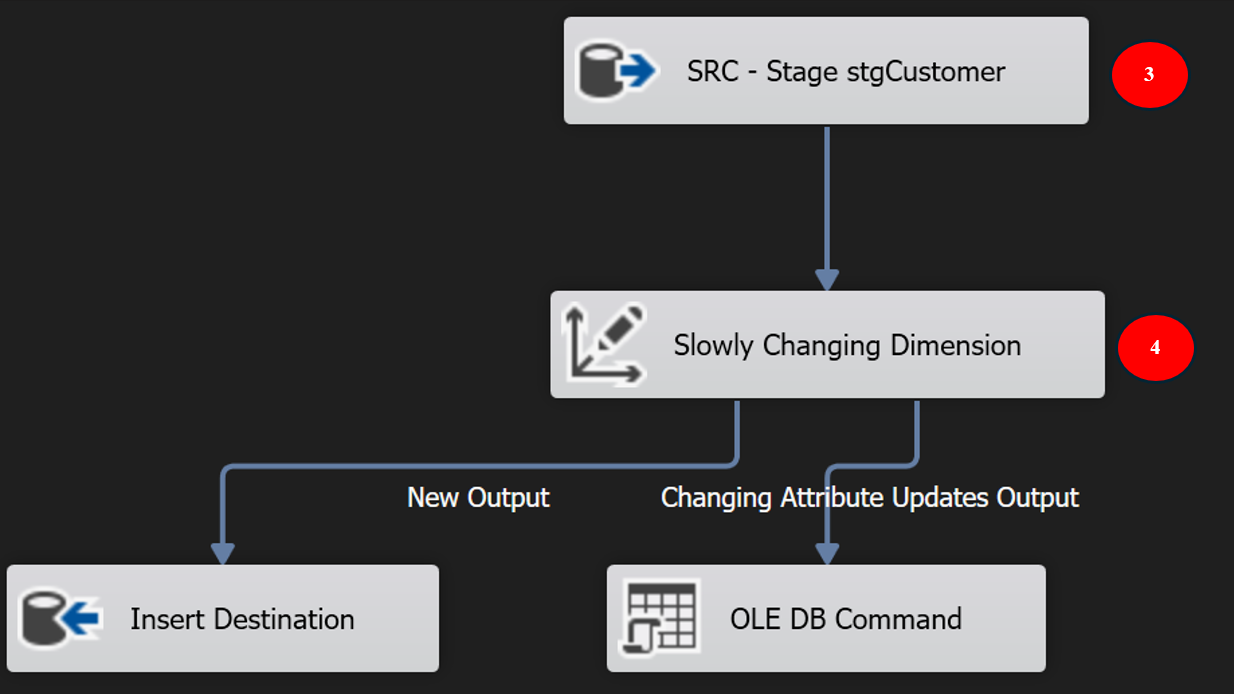 SRC - Stage stgCustomer
3
Slowly Changing Dimension
4
New Output
Changing Attribute Updates Output
Insert Destination
OLE DB Command